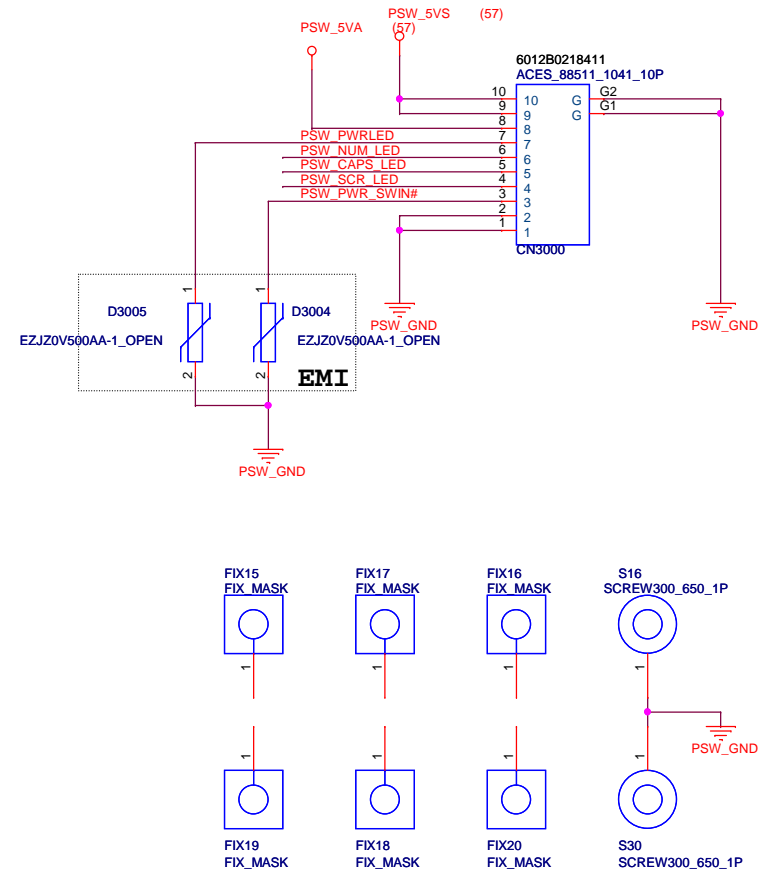 PSW_5VS (57)
PSW_5VA (57)
6012B0218411
ACES_88511_1041_10P
10 10 G G2
9 9 G G1
8 8
PSW_PWRLED 7 7
PSW_NUM_LED 6 6
PSW_CAPS_LED 5 5
PSW_SCR_LED 4 4
PSW_PWR_SWIN# 3 3
2 2
1 1
CN3000
1 1
D3005 D3004
PSW_GND PSW_GND
EZJZ0V500AA-1_OPEN EZJZ0V500AA-1_OPEN
2 2 EMI
PSW_GND
FIX15 FIX17 FIX16 S16
FIX_MASK FIX_MASK FIX_MASK SCREW300_650_1P
1 1 1 1
PSW_GND
1 1 1 1
FIX19 FIX18 FIX20 S30
FIX_MASK FIX_MASK FIX_MASK SCREW300_650_1P